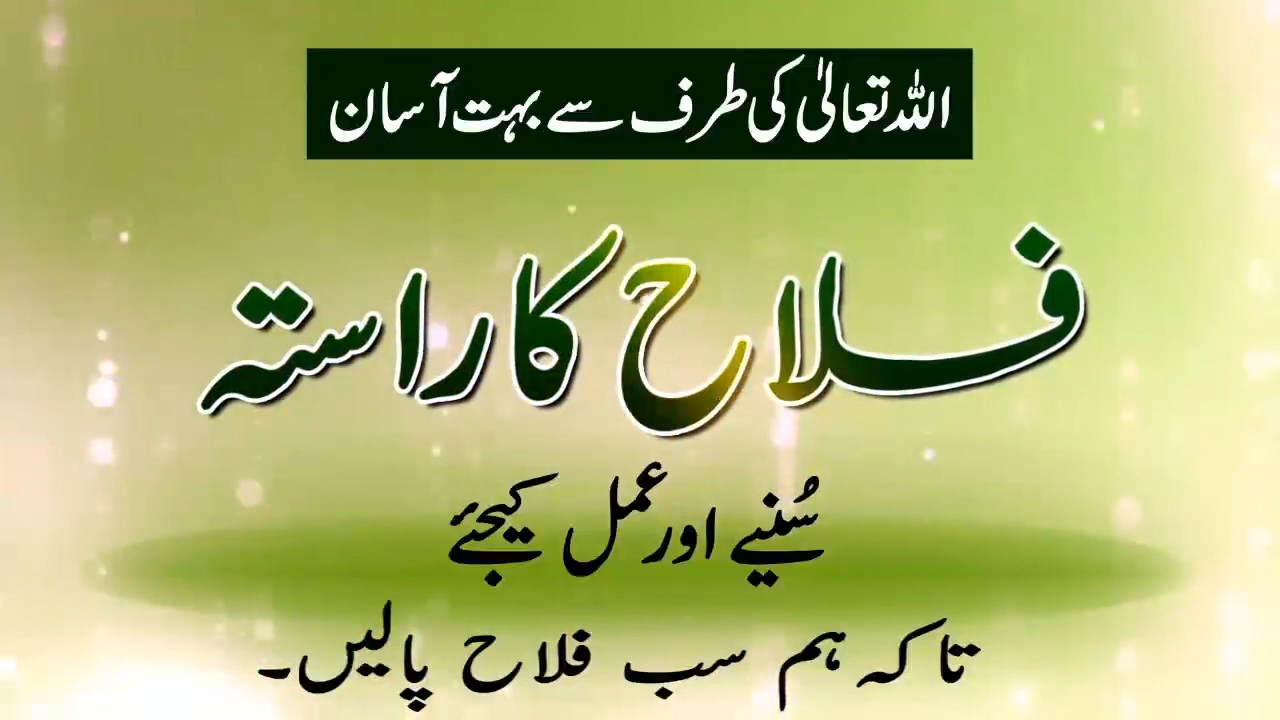 اللہ تعالیٰ کی طرف سے بہت آسان
فلاح کا راستہ
سُنیے اور عمل کیجئے
تاکہ ہم سب فلاح پالیں۔